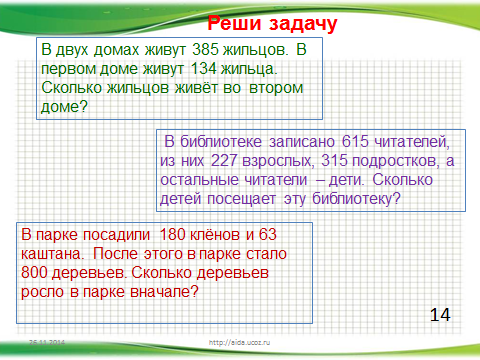 Реши задачу
В двух домах живут 385 жильцов. В
первом доме живут 134 жильца.
Сколько жильцов живёт во втором
доме?
В библиотеке записано 615 читателей,
из них 227 взрослых, 315 подростков, а
остальные читатели – дети. Сколько
детей посещает эту библиотеку?
В парке посадили 180 клёнов и 63
каштана. После этого в парке стало
800 деревьев. Сколько деревьев
росло в парке вначале?
14
26.11.2014
http://aida.ucoz.ru